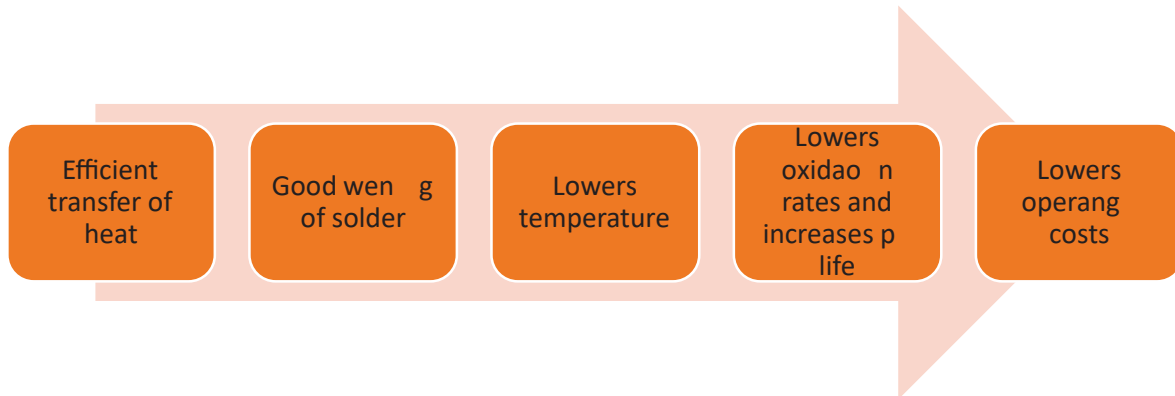 Efficient
transfer of
heat
Good wen g
of solder
Lowers
temperature
Lowers
oxidao n
rates and
increases p
life
Lowers
operang
costs